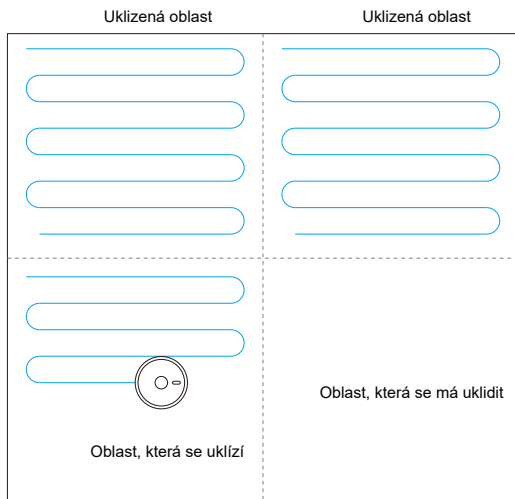 Uklizená oblast
Uklizená oblast
Oblast, která se má uklidit
Oblast, která se uklízí